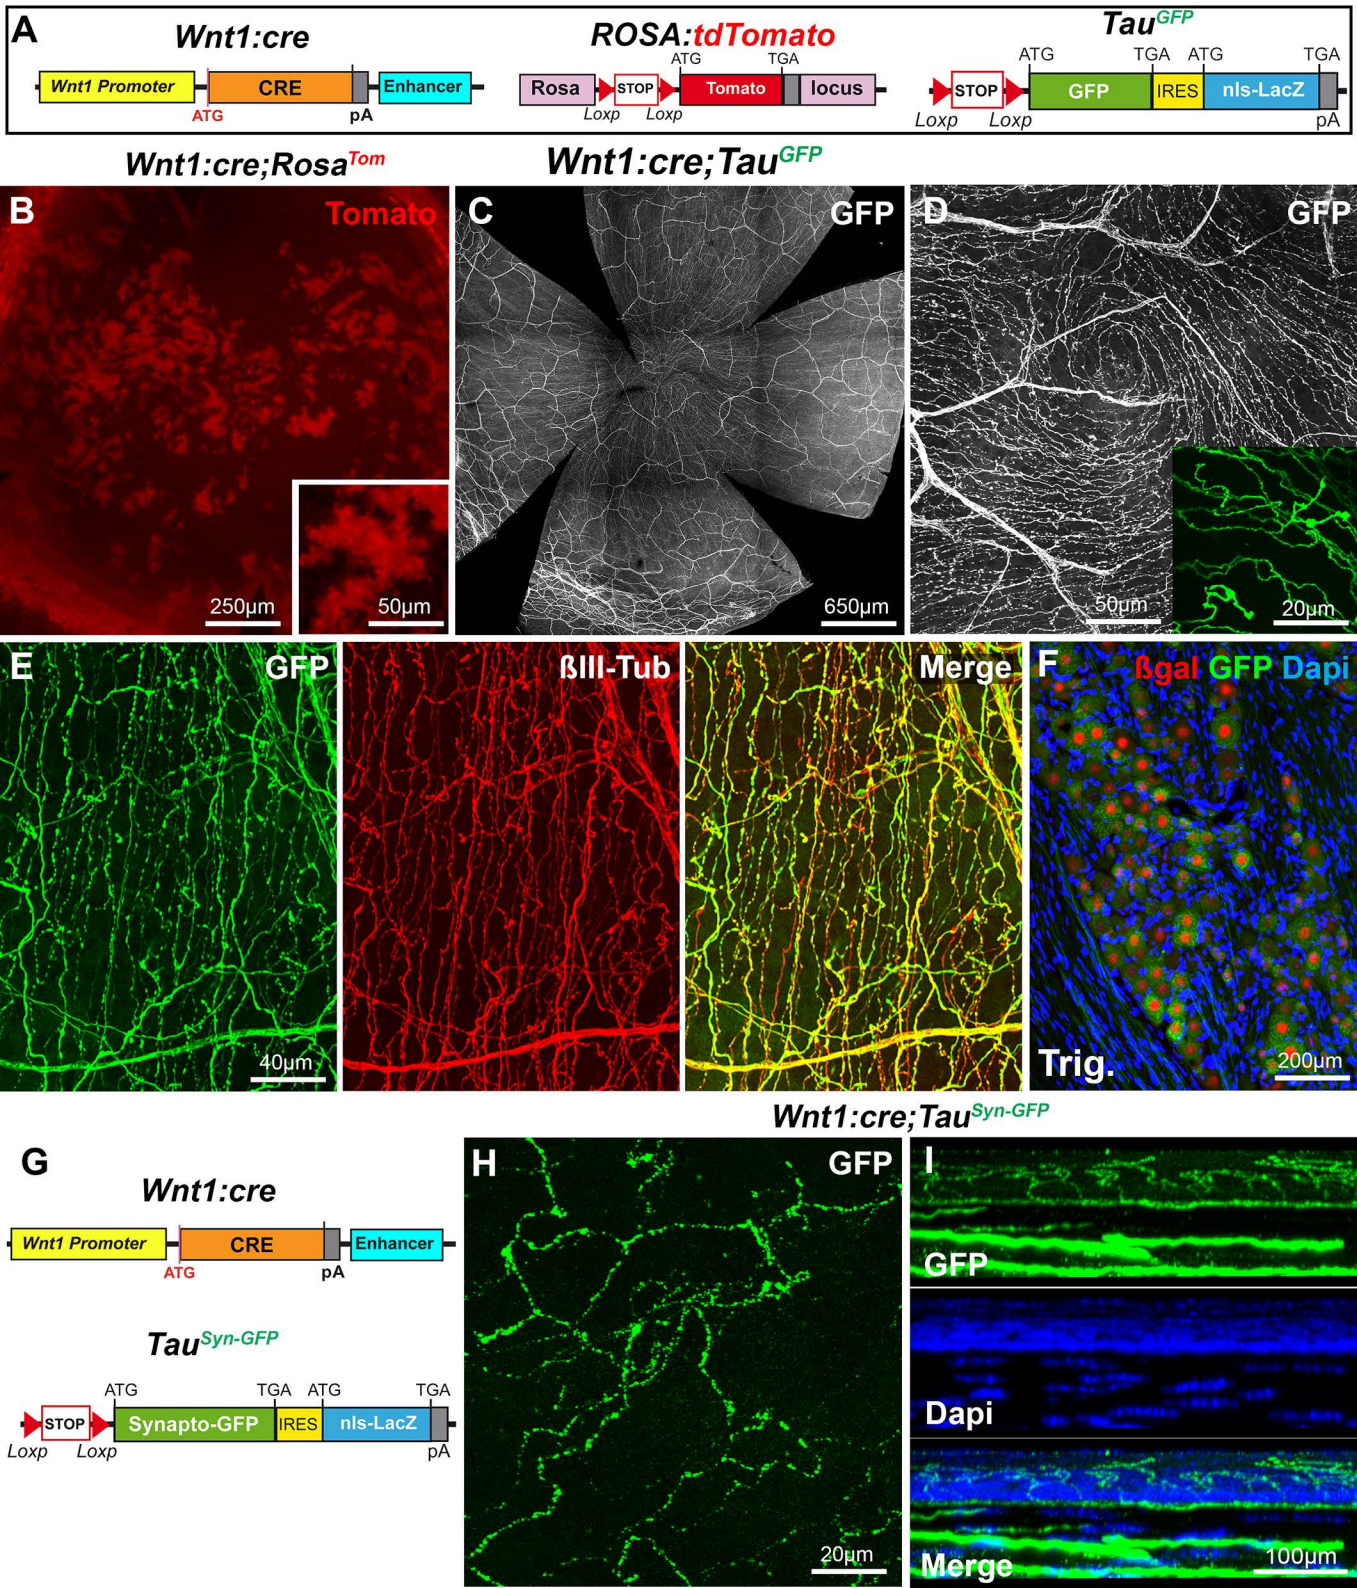 A
Wnt1:cre
ROSA:tdTomato
Tau^GFP
ATG TGA
ATG TGA ATG TGA
Wnt1 Promoter CRE Enhancer
Rosa STOP Tomato locus
STOP GFP IRES nls-LacZ
ATG pA
Loxp Loxp
Loxp Loxp pA
Wnt1:cre;Rosa^Tom
Wnt1:cre;Tau^GFP
B Tomato
250µm
50µm
C GFP
650µm
D GFP
50µm
20µm
E GFP
40µm
ßIII-Tub
Merge
F ßgal GFP Dapi
Trig. 200µm
Wnt1:cre;Tau^Syn-GFP
G
Wnt1:cre
Wnt1 Promoter CRE Enhancer
ATG pA
Tau^Syn-GFP
ATG TGA ATG TGA
STOP Synapto-GFP IRES nls-LacZ
Loxp Loxp pA
H GFP
20µm
I
GFP
Dapi
Merge 100µm